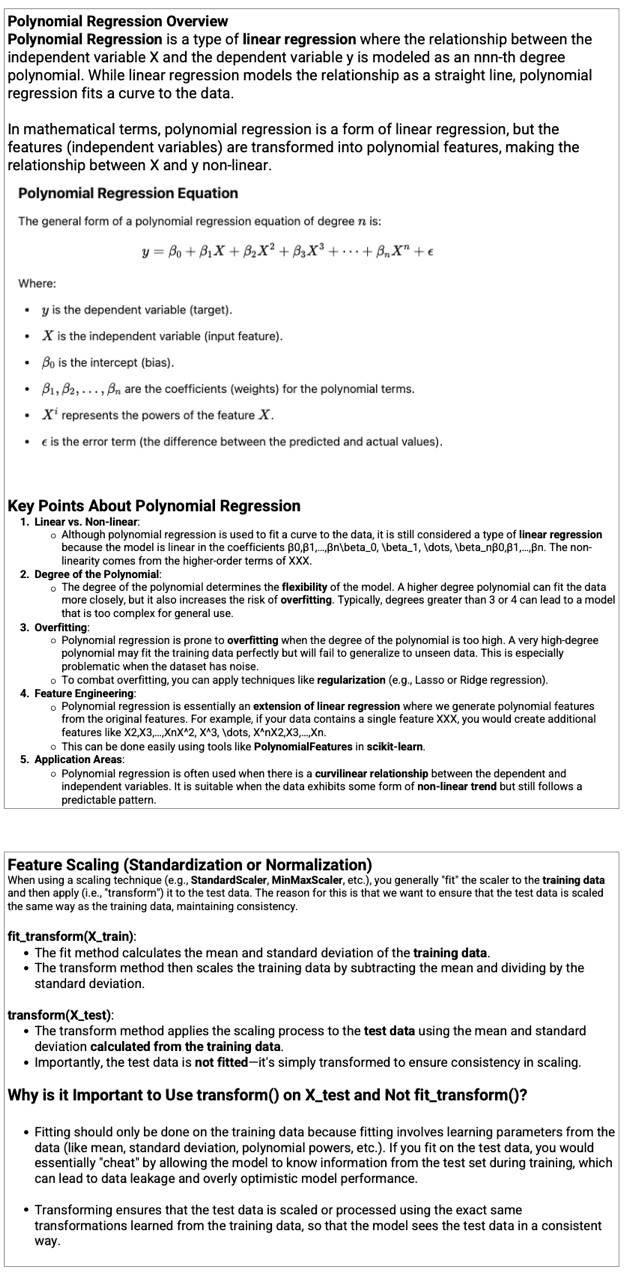 Polynomial Regression Overview
Polynomial Regression is a type of linear regression where the relationship between the
independent variable X and the dependent variable y is modeled as an nnn-th degree
polynomial. While linear regression models the relationship as a straight line, polynomial
regression fits a curve to the data.
In mathematical terms, polynomial regression is a form of linear regression, but the
features (independent variables) are transformed into polynomial features, making the
relationship between X and y non-linear.
Polynomial Regression Equation
The general form of a polynomial regression equation of degree n is:
y = β₀ + β₁X + β₂X² + β₃X³ + ⋯ + βₙXⁿ + ϵ
Where:
• y is the dependent variable (target).
• X is the independent variable (input feature).
• β₀ is the intercept (bias).
• β₁, β₂, …, βₙ are the coefficients (weights) for the polynomial terms.
• Xⁱ represents the powers of the feature X.
• ϵ is the error term (the difference between the predicted and actual values).
Key Points About Polynomial Regression
1. Linear vs. Non-linear:
○ Although polynomial regression is used to fit a curve to the data, it is still considered a type of linear regression
because the model is linear in the coefficients β0,β1,…,βn\beta_0, \beta_1, \dots, \beta_nβ0,β1,…,βn. The non-
linearity comes from the higher-order terms of XXX.
2. Degree of the Polynomial:
○ The degree of the polynomial determines the flexibility of the model. A higher degree polynomial can fit the data
more closely, but it also increases the risk of overfitting. Typically, degrees greater than 3 or 4 can lead to a model
that is too complex for general use.
3. Overfitting:
○ Polynomial regression is prone to overfitting when the degree of the polynomial is too high. A very high-degree
polynomial may fit the training data perfectly but will fail to generalize to unseen data. This is especially
problematic when the dataset has noise.
○ To combat overfitting, you can apply techniques like regularization (e.g., Lasso or Ridge regression).
4. Feature Engineering:
○ Polynomial regression is essentially an extension of linear regression where we generate polynomial features
from the original features. For example, if your data contains a single feature XXX, you would create additional
features like X2,X3,…,XnX^2, X^3, \dots, X^nX2,X3,…,Xn.
○ This can be done easily using tools like PolynomialFeatures in scikit-learn.
5. Application Areas:
○ Polynomial regression is often used when there is a curvilinear relationship between the dependent and
independent variables. It is suitable when the data exhibits some form of non-linear trend but still follows a
predictable pattern.
Feature Scaling (Standardization or Normalization)
When using a scaling technique (e.g., StandardScaler, MinMaxScaler, etc.), you generally "fit" the scaler to the training data
and then apply (i.e., "transform") it to the test data. The reason for this is that we want to ensure that the test data is scaled
the same way as the training data, maintaining consistency.
fit_transform(X_train):
• The fit method calculates the mean and standard deviation of the training data.
• The transform method then scales the training data by subtracting the mean and dividing by the
standard deviation.
transform(X_test):
• The transform method applies the scaling process to the test data using the mean and standard
deviation calculated from the training data.
• Importantly, the test data is not fitted—it's simply transformed to ensure consistency in scaling.
Why is it Important to Use transform() on X_test and Not fit_transform()?
• Fitting should only be done on the training data because fitting involves learning parameters from the
data (like mean, standard deviation, polynomial powers, etc.). If you fit on the test data, you would
essentially "cheat" by allowing the model to know information from the test set during training, which
can lead to data leakage and overly optimistic model performance.
• Transforming ensures that the test data is scaled or processed using the exact same
transformations learned from the training data, so that the model sees the test data in a consistent
way.